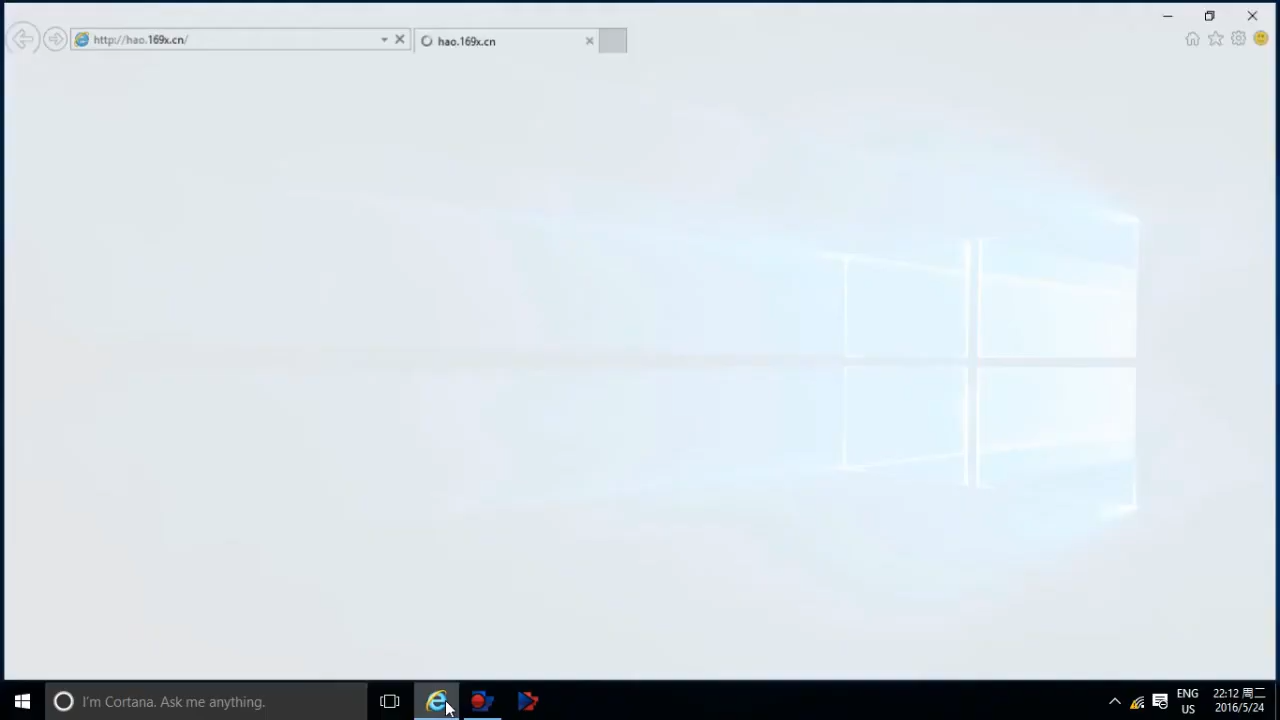 http://hao.169x.cn/
hao.169x.cn
I'm Cortana. Ask me anything.
ENG
US
22:12 周二
2016/5/24